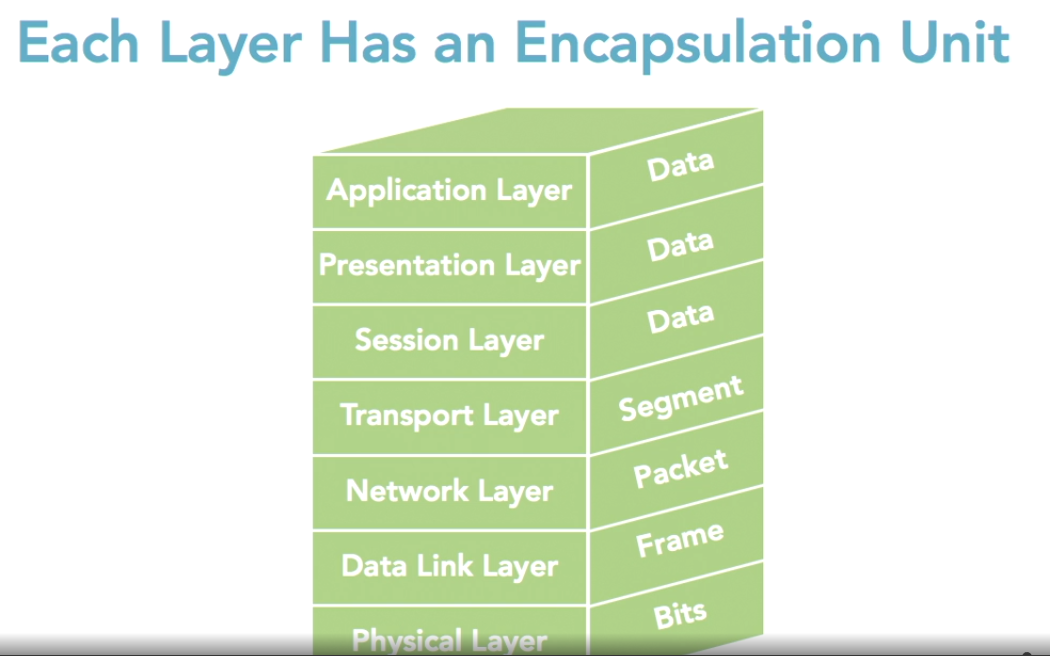 Each Layer Has an Encapsulation Unit
Application Layer
Data
Presentation Layer
Data
Session Layer
Data
Transport Layer
Segment
Network Layer
Packet
Data Link Layer
Frame
Physical Layer
Bits